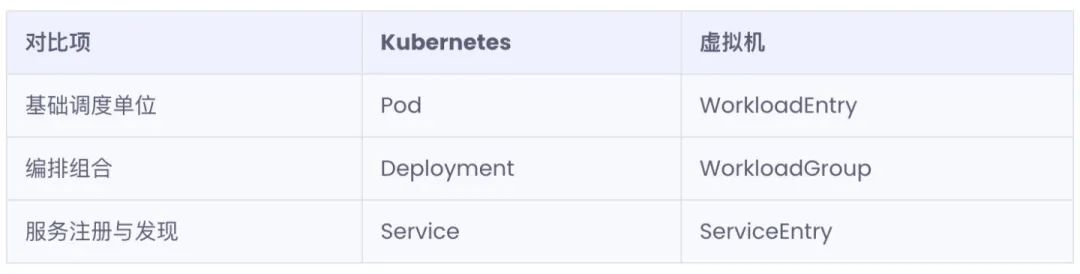 对比项 Kubernetes 虚拟机
基础调度单位 Pod WorkloadEntry
编排组合 Deployment WorkloadGroup
服务注册与发现 Service ServiceEntry